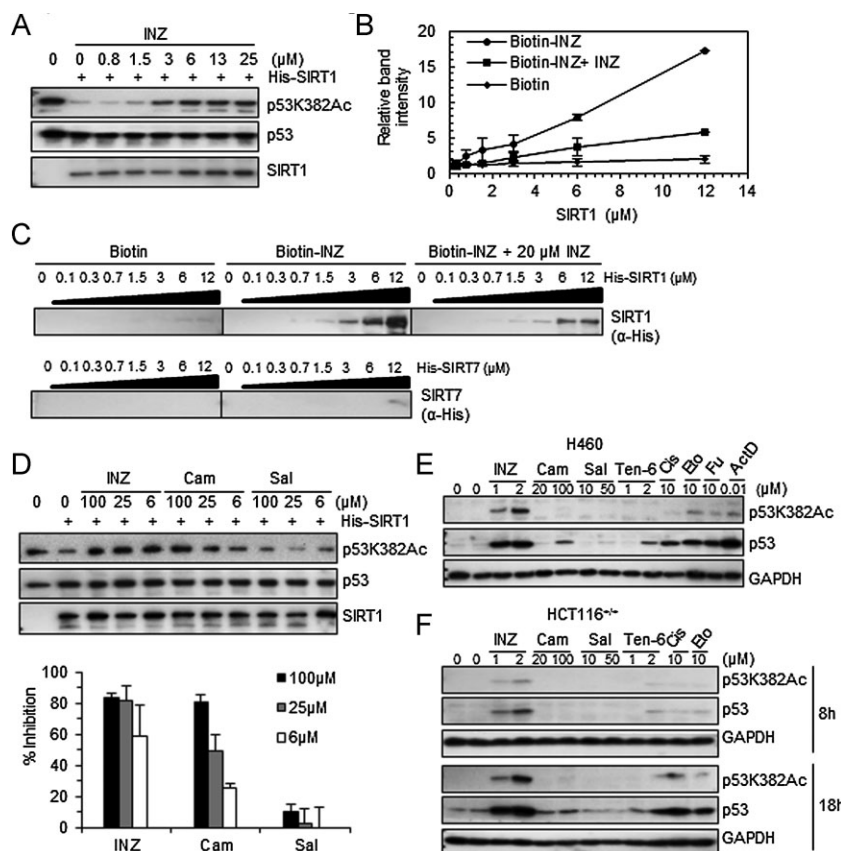 A
INZ
0 0 0.8 1.5 3 6 13 25 (μM)
+ + + + + + + His-SIRT1
p53K382Ac
p53
SIRT1
B
20
15
10
5
0
Relative band intensity
Biotin-INZ
Biotin-INZ+ INZ
Biotin
0 2 4 6 8 10 12 14
SIRT1 (μM)
C
Biotin Biotin-INZ Biotin-INZ + 20 μM INZ
0 0.1 0.3 0.7 1.5 3 6 12 0 0.1 0.3 0.7 1.5 3 6 12 0 0.1 0.3 0.7 1.5 3 6 12 His-SIRT1(μM)
SIRT1
(α-His)
0 0.1 0.3 0.7 1.5 3 6 12 0 0.1 0.3 0.7 1.5 3 6 12 His-SIRT7(μM)
SIRT7
(α-His)
D
INZ Cam Sal
0 0 100 25 6 100 25 6 100 25 6 (μM)
+ + + + + + + + + + His-SIRT1
p53K382Ac
p53
SIRT1
100
80
60
40
20
0
% Inhibition
100μM
25μM
6μM
INZ Cam Sal
E
H460
INZ Cam Sal Ten-6 Cis Eto Fu ActD
0 0 1 2 20 100 10 50 1 2 10 10 10 0.01 (μM)
p53K382Ac
p53
GAPDH
F
HCT116
INZ Cam Sal Ten-6 Cis Eto
0 0 1 2 20 100 10 50 1 2 10 10 (μM)
p53K382Ac
p53
GAPDH
8h
p53K382Ac
p53
GAPDH
18h